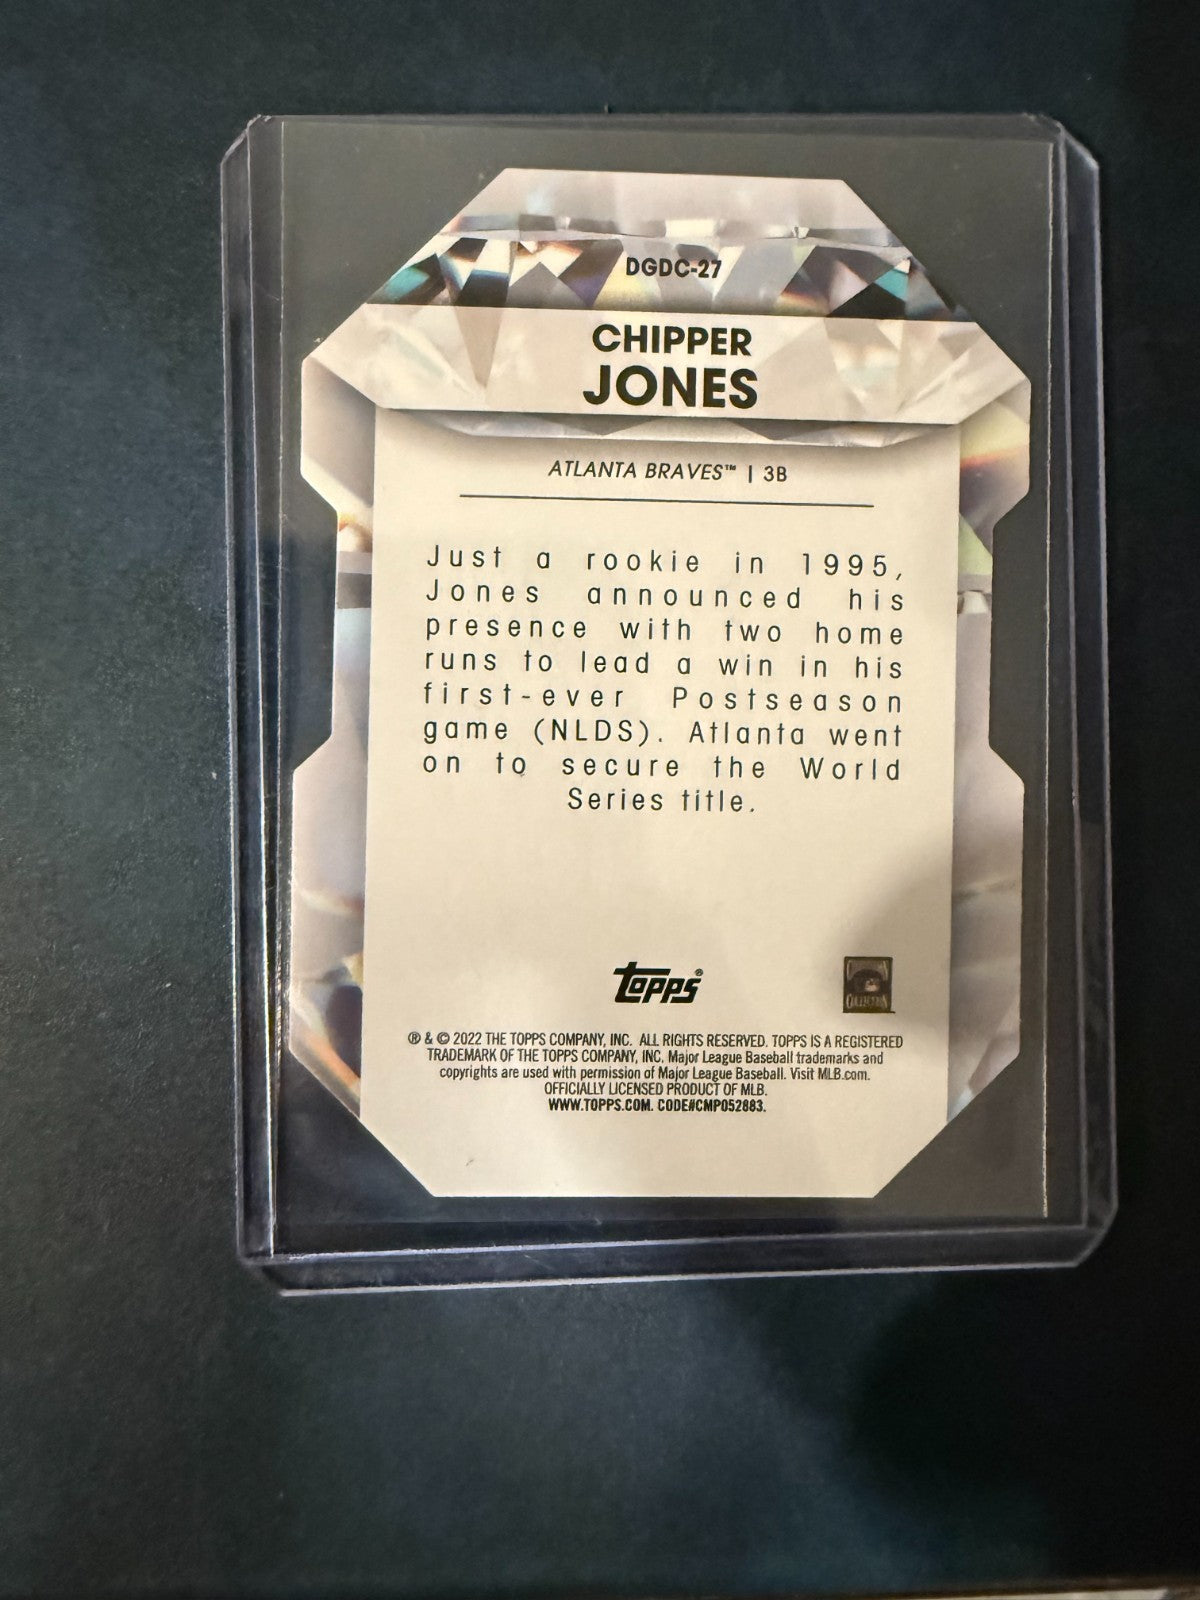 DGDC-27
CHIPPER
JONES
ATLANTA BRAVES™ | 3B
Just a rookie in 1995,
Jones announced his
presence with two home
runs to lead a win in his
first-ever Postseason
game (NLDS). Atlanta went
on to secure the World
Series title.
topps®
COLLECTION
® & © 2022 THE TOPPS COMPANY, INC. ALL RIGHTS RESERVED. TOPPS IS A REGISTERED
TRADEMARK OF THE TOPPS COMPANY, INC. Major League Baseball trademarks and
copyrights are used with permission of Major League Baseball. Visit MLB.com.
OFFICIALLY LICENSED PRODUCT OF MLB.
WWW.TOPPS.COM. CODE#CMP052883.